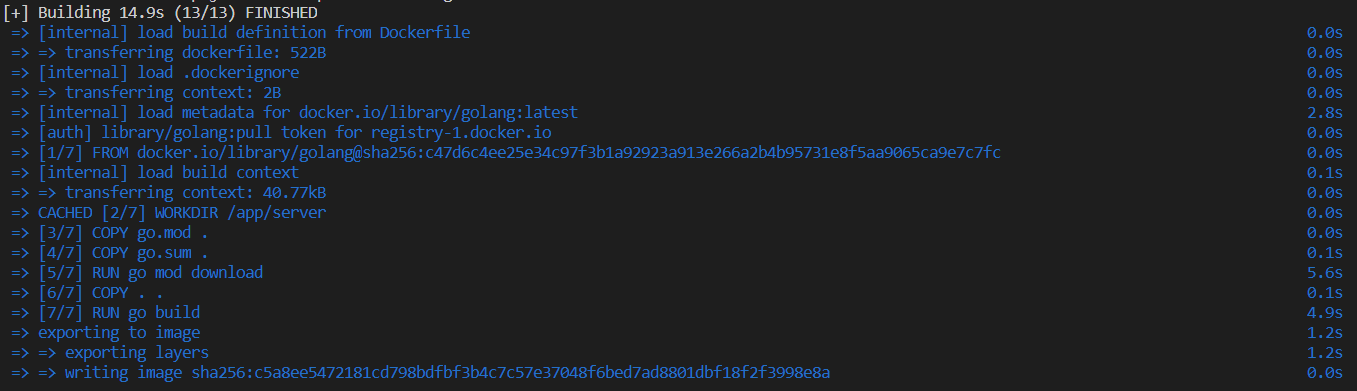 [+] Building 14.9s (13/13) FINISHED
=> [internal] load build definition from Dockerfile 0.0s
=> => transferring dockerfile: 522B 0.0s
=> [internal] load .dockerignore 0.0s
=> => transferring context: 2B 0.0s
=> [internal] load metadata for docker.io/library/golang:latest 2.8s
=> [auth] library/golang:pull token for registry-1.docker.io 0.0s
=> [1/7] FROM docker.io/library/golang@sha256:c47d6c4ee25e34c97f3b1a92923a913e266a2b4b95731e8f5aa9065ca9e7c7fc 0.0s
=> [internal] load build context 0.1s
=> => transferring context: 40.77kB 0.0s
=> CACHED [2/7] WORKDIR /app/server 0.0s
=> [3/7] COPY go.mod . 0.0s
=> [4/7] COPY go.sum . 0.1s
=> [5/7] RUN go mod download 5.6s
=> [6/7] COPY . . 0.1s
=> [7/7] RUN go build 4.9s
=> exporting to image 1.2s
=> => exporting layers 1.2s
=> => writing image sha256:c5a8ee5472181cd798bdfbf3b4c7c57e37048f6bed7ad8801dbf18f2f3998e8a 0.0s